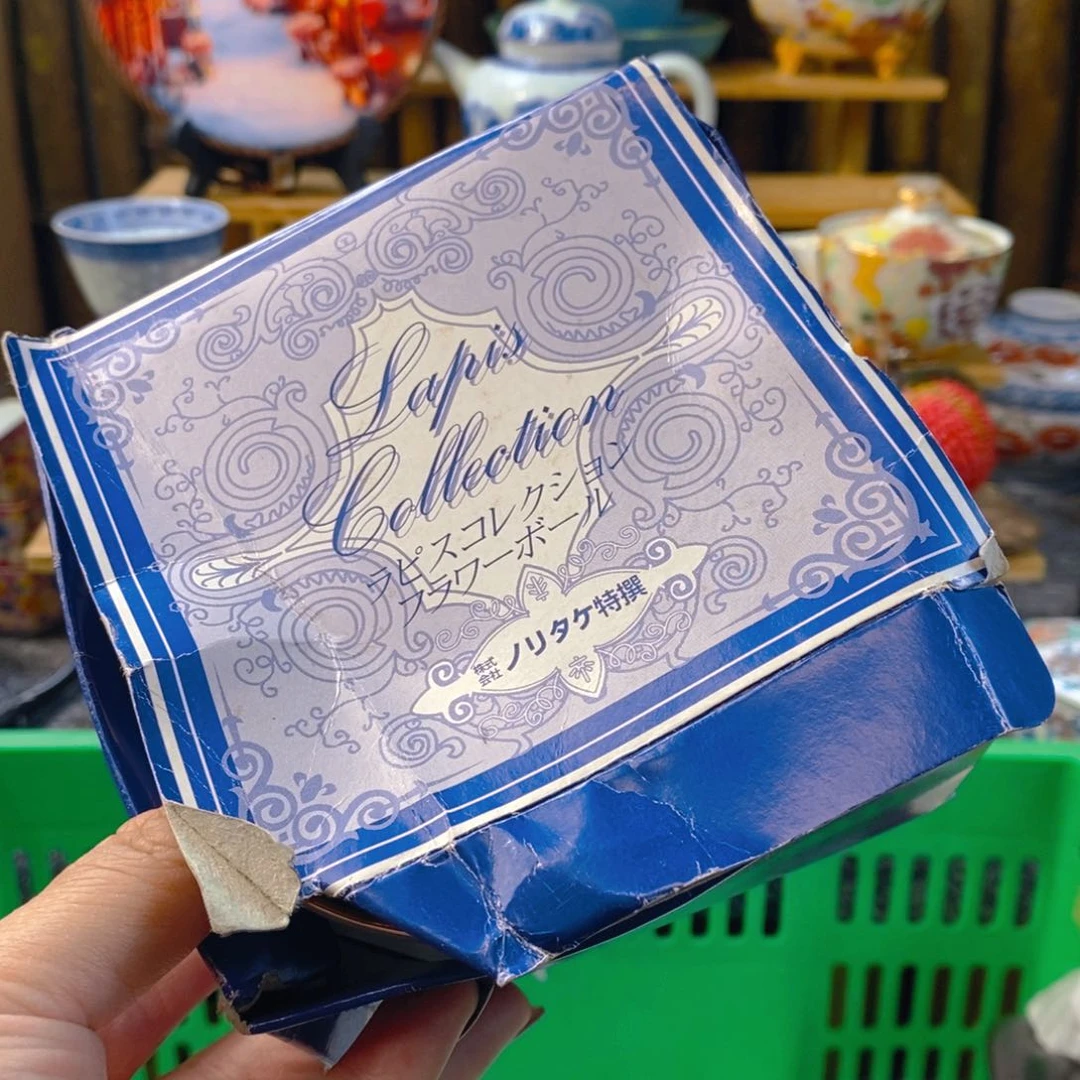 Lapis
Collection
ラピスコレクション
フラワーボール
株式会社 ノリタケ特撰